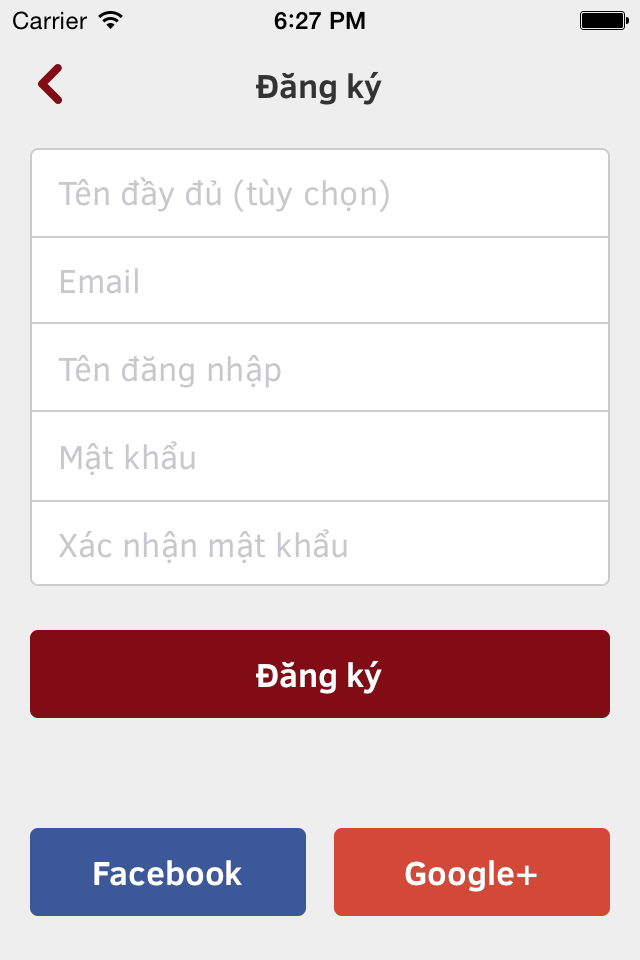 Carrier 6:27 PM
Đăng ký
Tên đầy đủ (tùy chọn)
Email
Tên đăng nhập
Mật khẩu
Xác nhận mật khẩu
Đăng ký
Facebook Google+